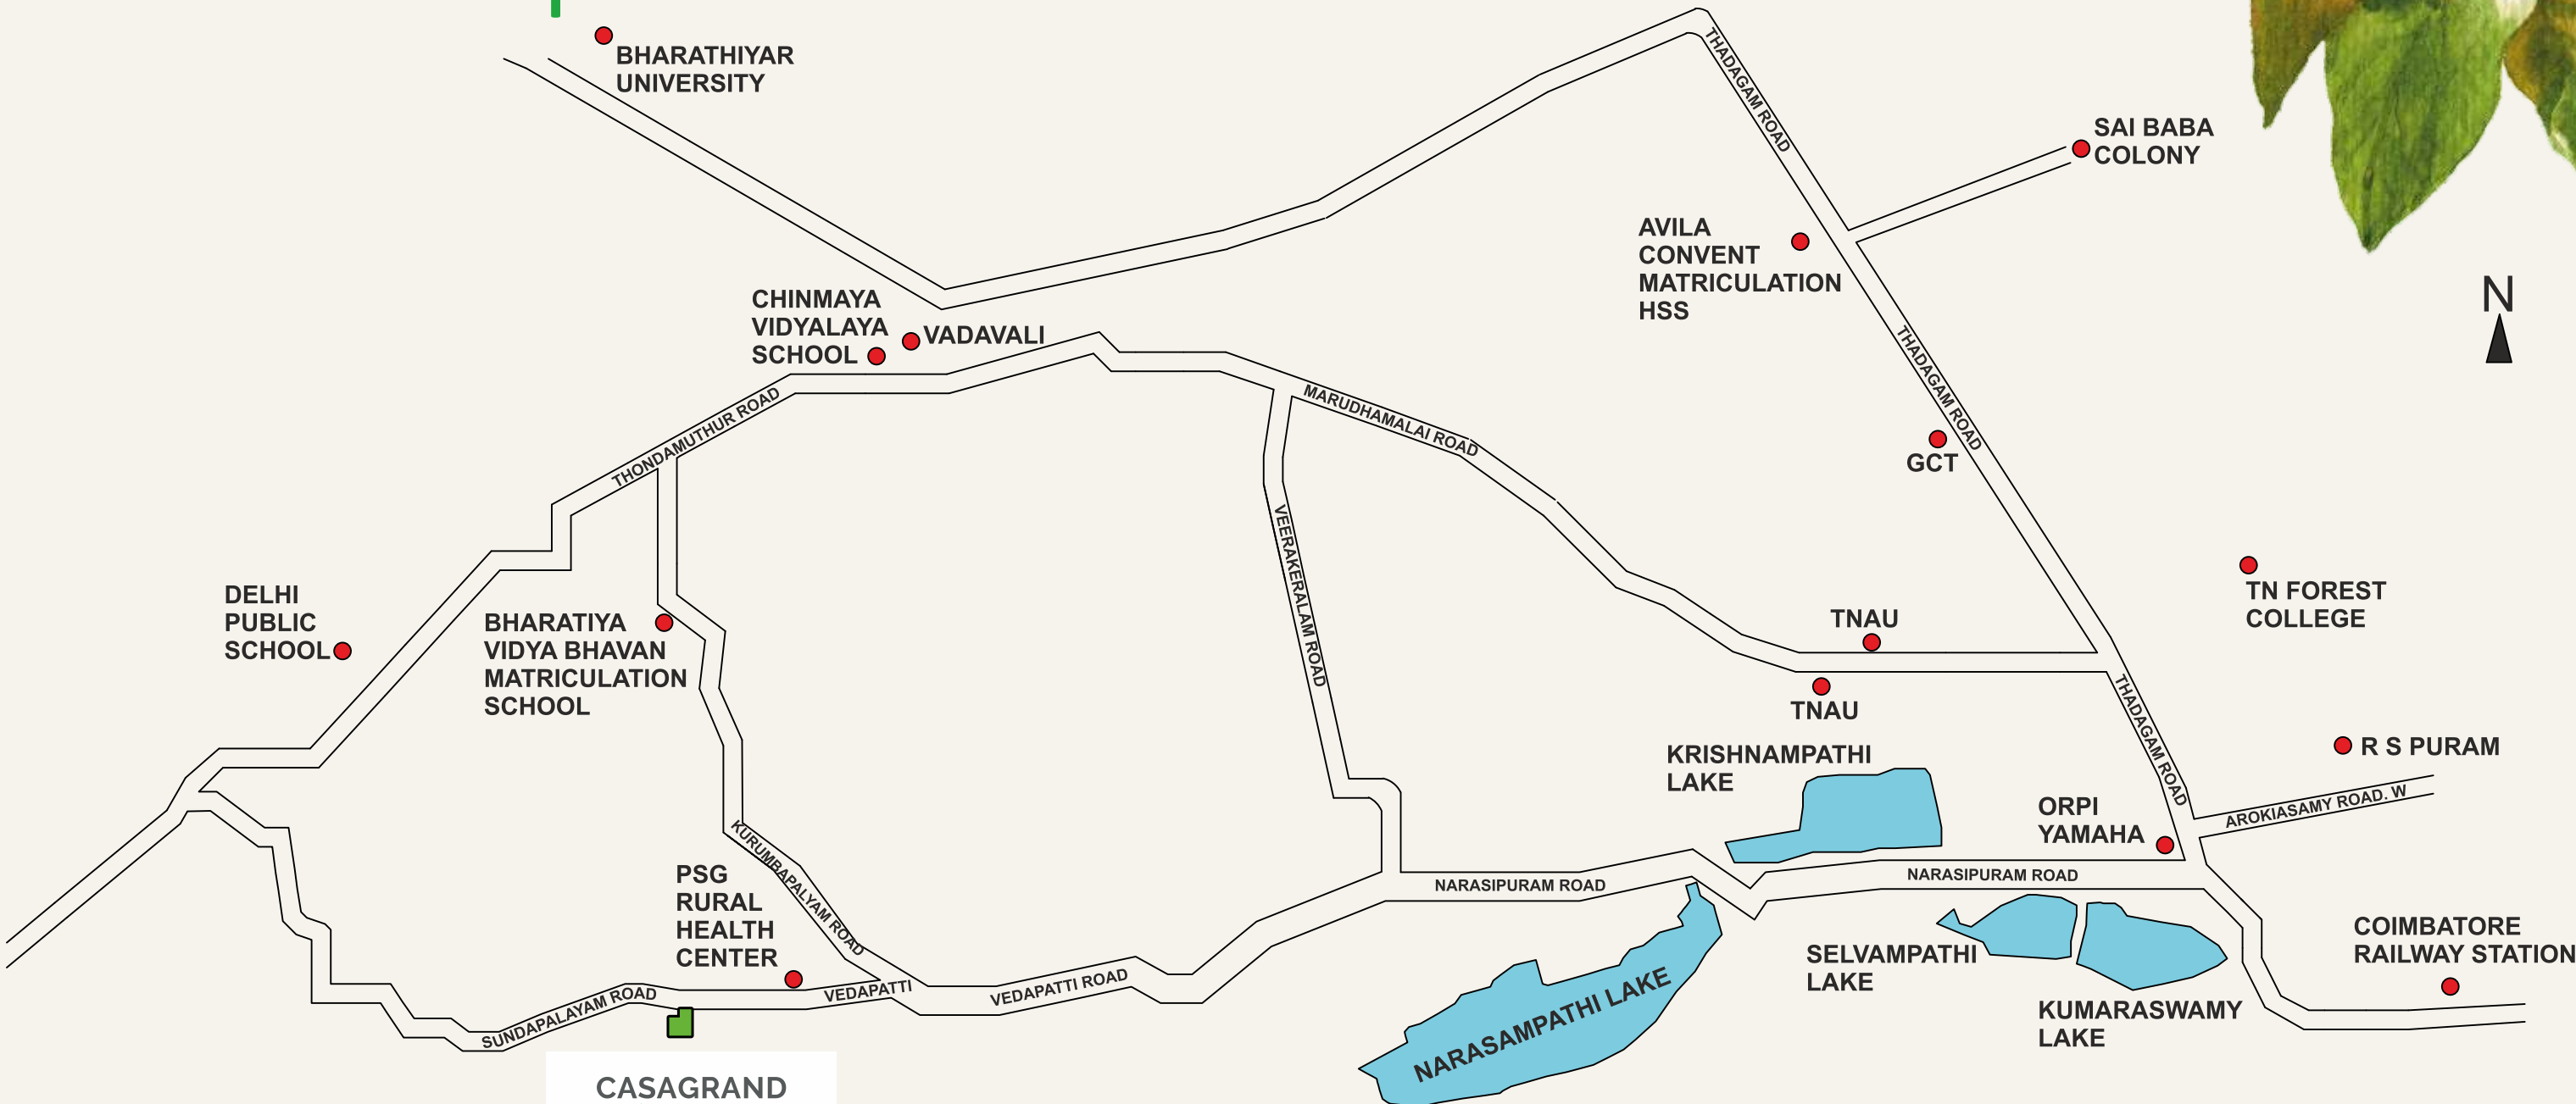 BHARATHIYAR
UNIVERSITY
THADAGAM ROAD
SAI BABA
COLONY
AVILA
CONVENT
MATRICULATION
HSS
N
CHINMAYA
VIDYALAYA
SCHOOL
VADAVALI
THONDAMUTHUR ROAD
MARUDHAMALAI ROAD
THADAGAM ROAD
GCT
VEERAKERALAM ROAD
DELHI
PUBLIC
SCHOOL
BHARATIYA
VIDYA BHAVAN
MATRICULATION
SCHOOL
TNAU
TNAU
TN FOREST
COLLEGE
THADAGAM ROAD
R S PURAM
KRISHNAMPATHI
LAKE
ORPI
YAMAHA
AROKIASAMY ROAD. W
KURUMBAPALYAM ROAD
PSG
RURAL
HEALTH
CENTER
NARASIPURAM ROAD
NARASIPURAM ROAD
SUNDAPALAYAM ROAD
VEDAPATTI
VEDAPATTI ROAD
NARASAMPATHI LAKE
SELVAMPATHI
LAKE
KUMARASWAMY
LAKE
COIMBATORE
RAILWAY STATION
CASAGRAND